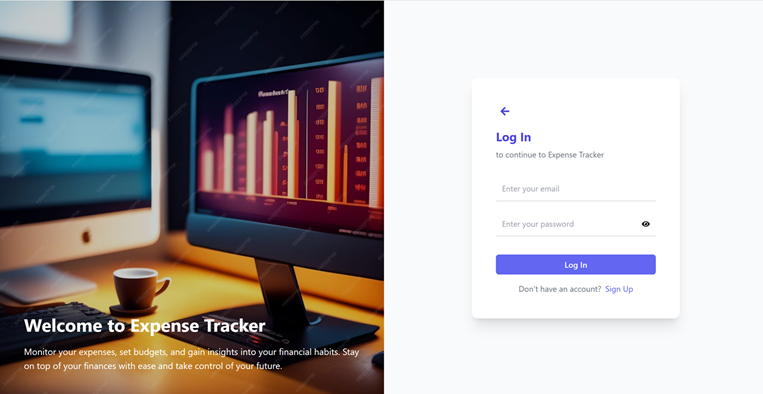 Welcome to Expense Tracker
Monitor your expenses, set budgets, and gain insights into your financial habits. Stay
on top of your finances with ease and take control of your future.
Log In
to continue to Expense Tracker
Enter your email
Enter your password
Log In
Don't have an account? Sign Up